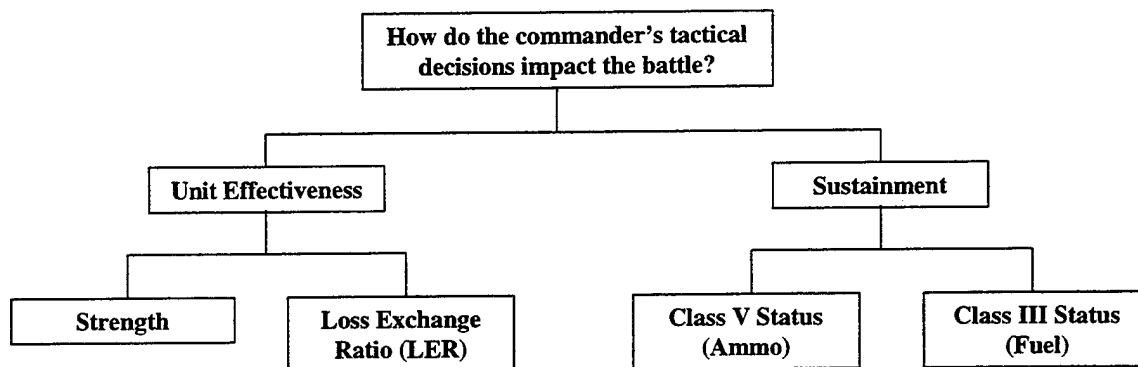 How do the commander's tactical
decisions impact the battle?
Unit Effectiveness
Sustainment
Strength
Loss Exchange
Ratio (LER)
Class V Status
(Ammo)
Class III Status
(Fuel)